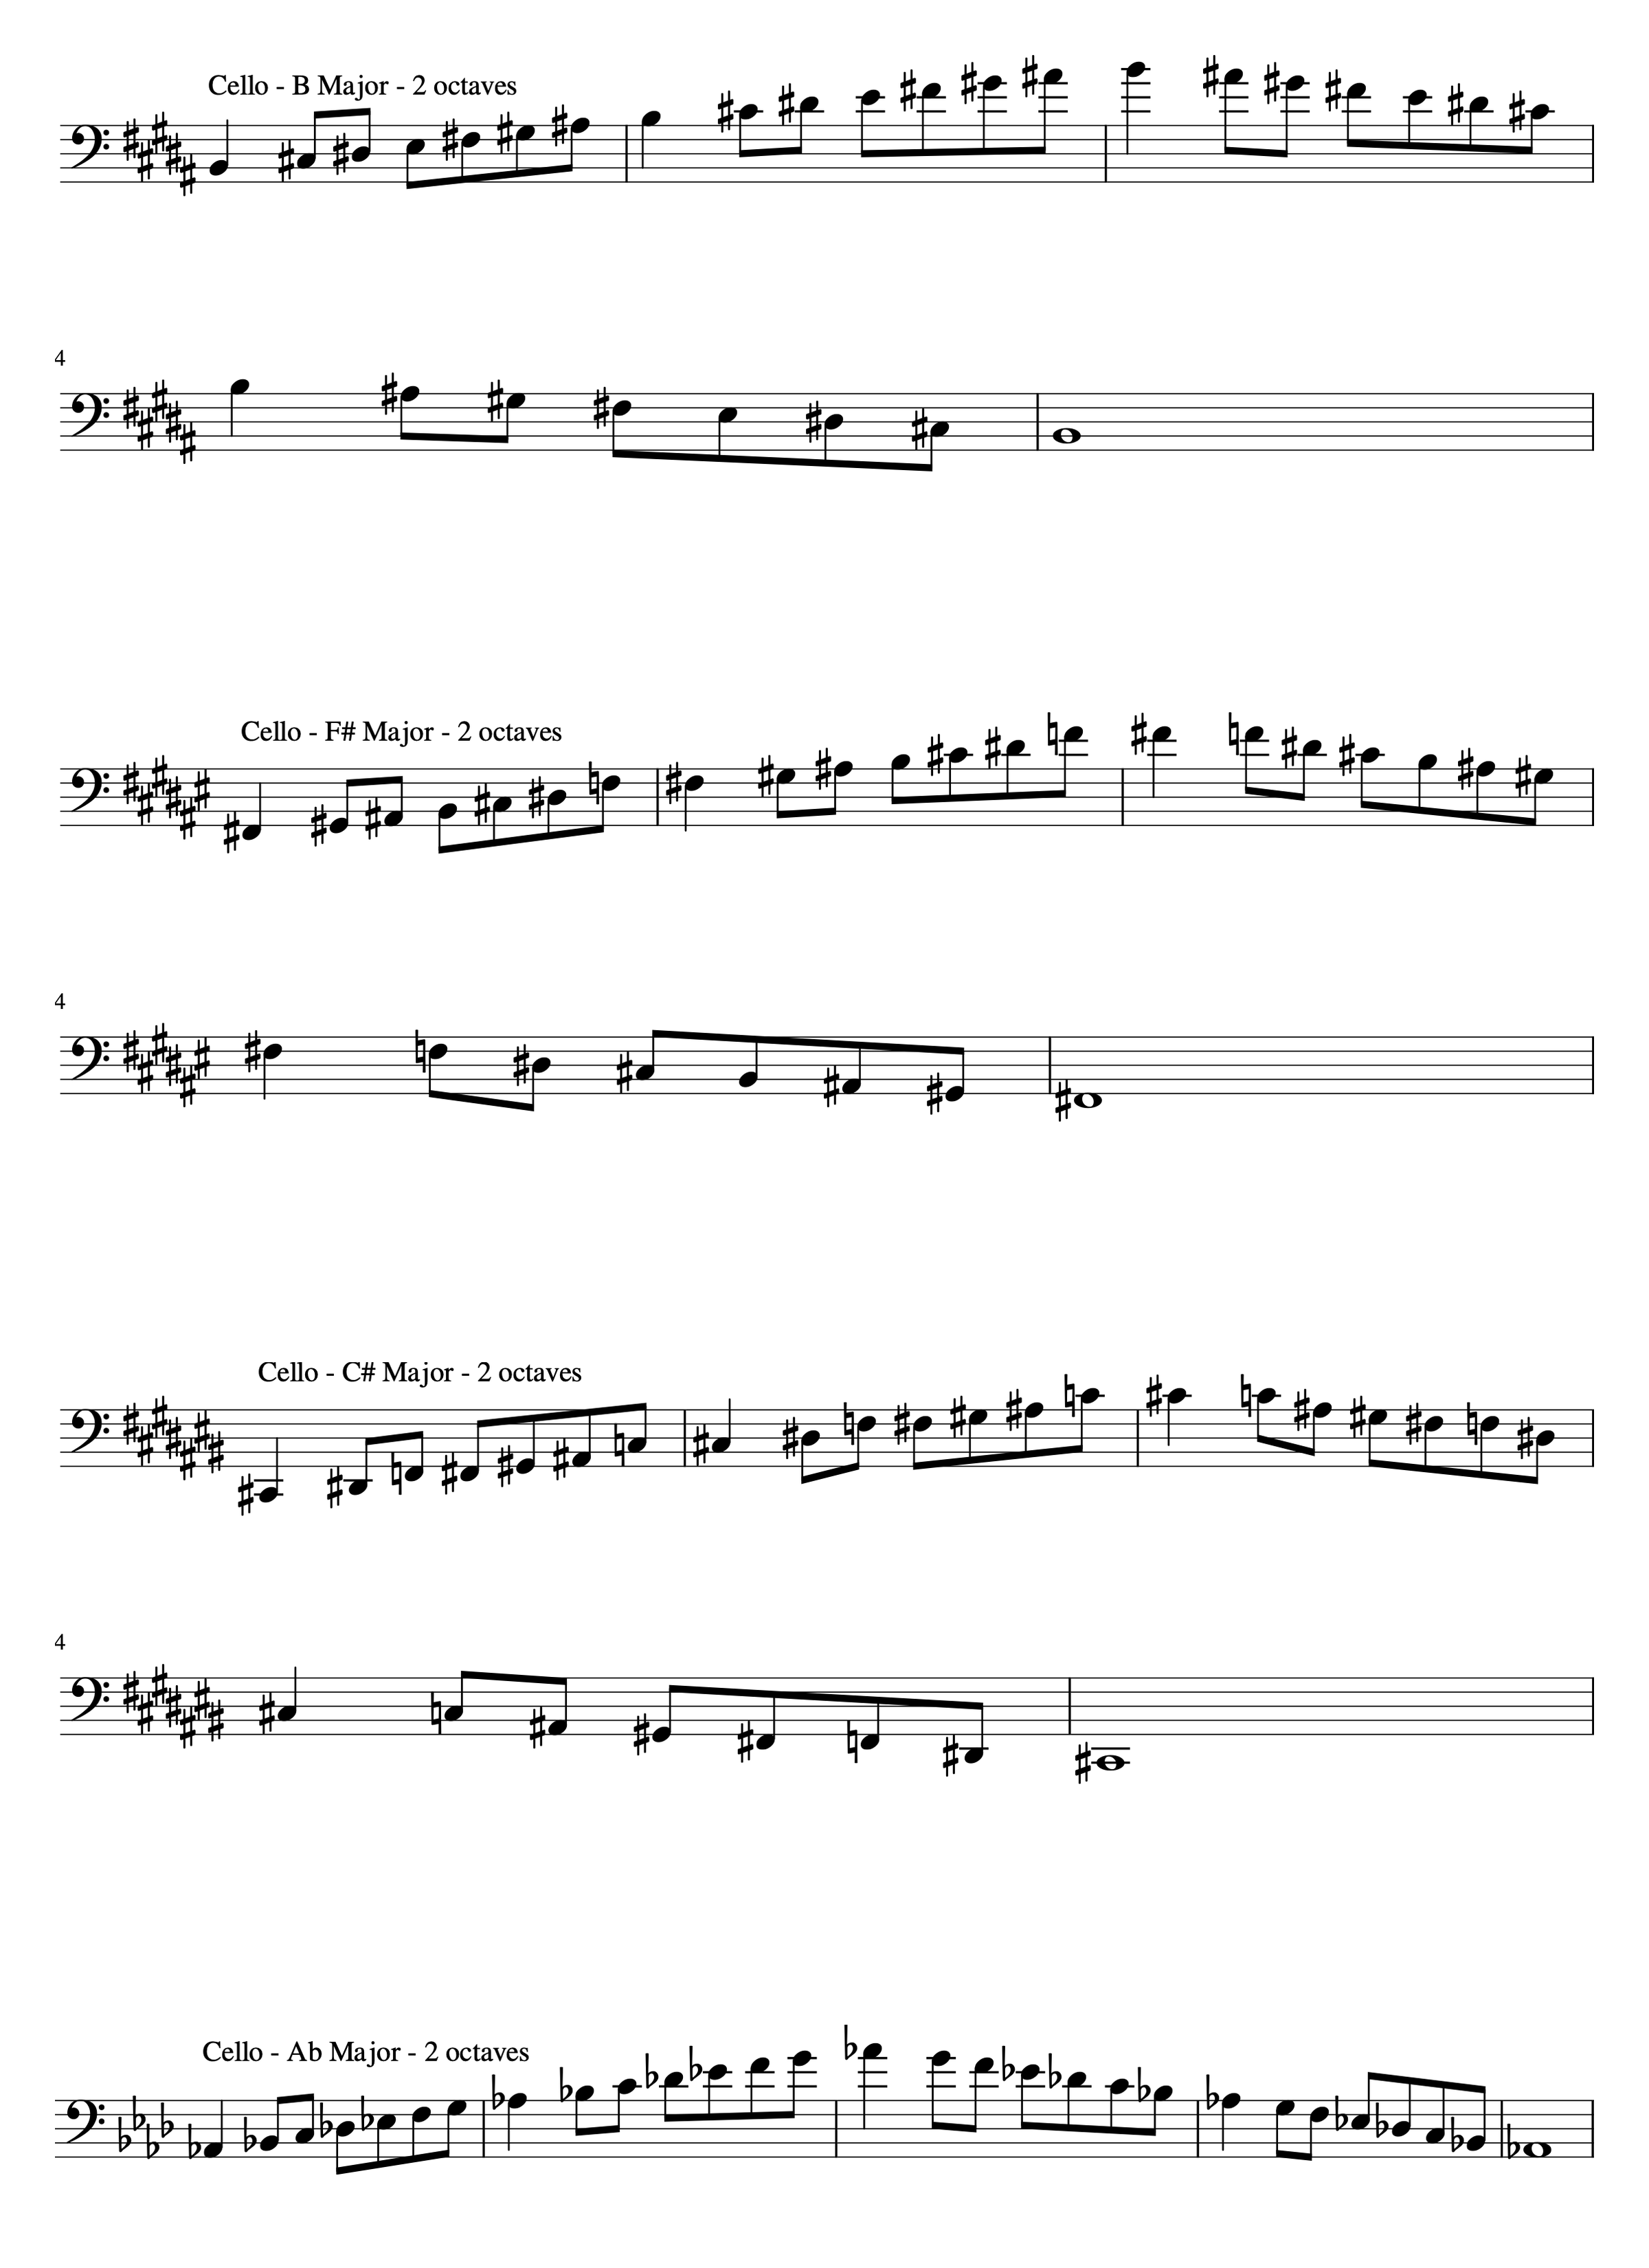 Cello - B Major - 2 octaves
4
Cello - F# Major - 2 octaves
4
Cello - C# Major - 2 octaves
4
Cello - Ab Major - 2 octaves